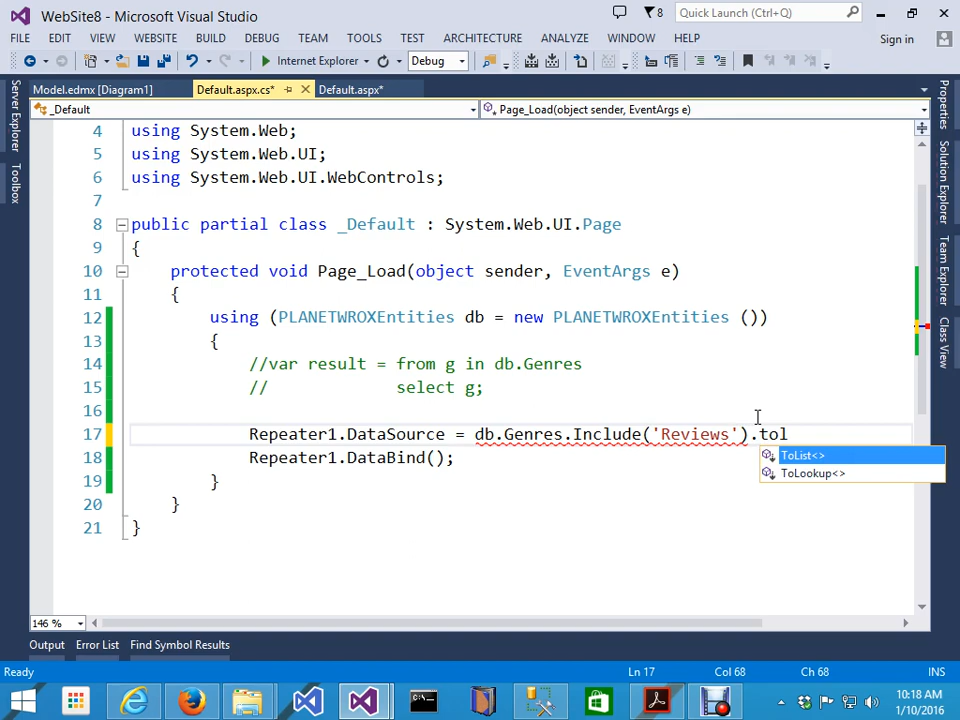 WebSite8 - Microsoft Visual Studio
8
Quick Launch (Ctrl+Q)
FILE EDIT VIEW WEBSITE BUILD DEBUG TEAM TOOLS TEST ARCHITECTURE ANALYZE WINDOW HELP
Sign in
Internet Explorer Debug
Model.edmx [Diagram1] Default.aspx.cs* Default.aspx*
_Default Page_Load(object sender, EventArgs e)
Server Explorer
Toolbox
Properties
Solution Explorer
Team Explorer
Class View
4 using System.Web;
5 using System.Web.UI;
6 using System.Web.UI.WebControls;
7
8 public partial class _Default : System.Web.UI.Page
9 {
10 protected void Page_Load(object sender, EventArgs e)
11 {
12 using (PLANETWROXEntities db = new PLANETWROXEntities ())
13 {
14 //var result = from g in db.Genres
15 // select g;
16
17 Repeater1.DataSource = db.Genres.Include('Reviews').tol
ToList<>
18 Repeater1.DataBind();
ToLookup<>
19 }
20 }
21 }
146 %
Output Error List Find Symbol Results
Ready Ln 17 Col 68 Ch 68 INS
10:18 AM
1/10/2016